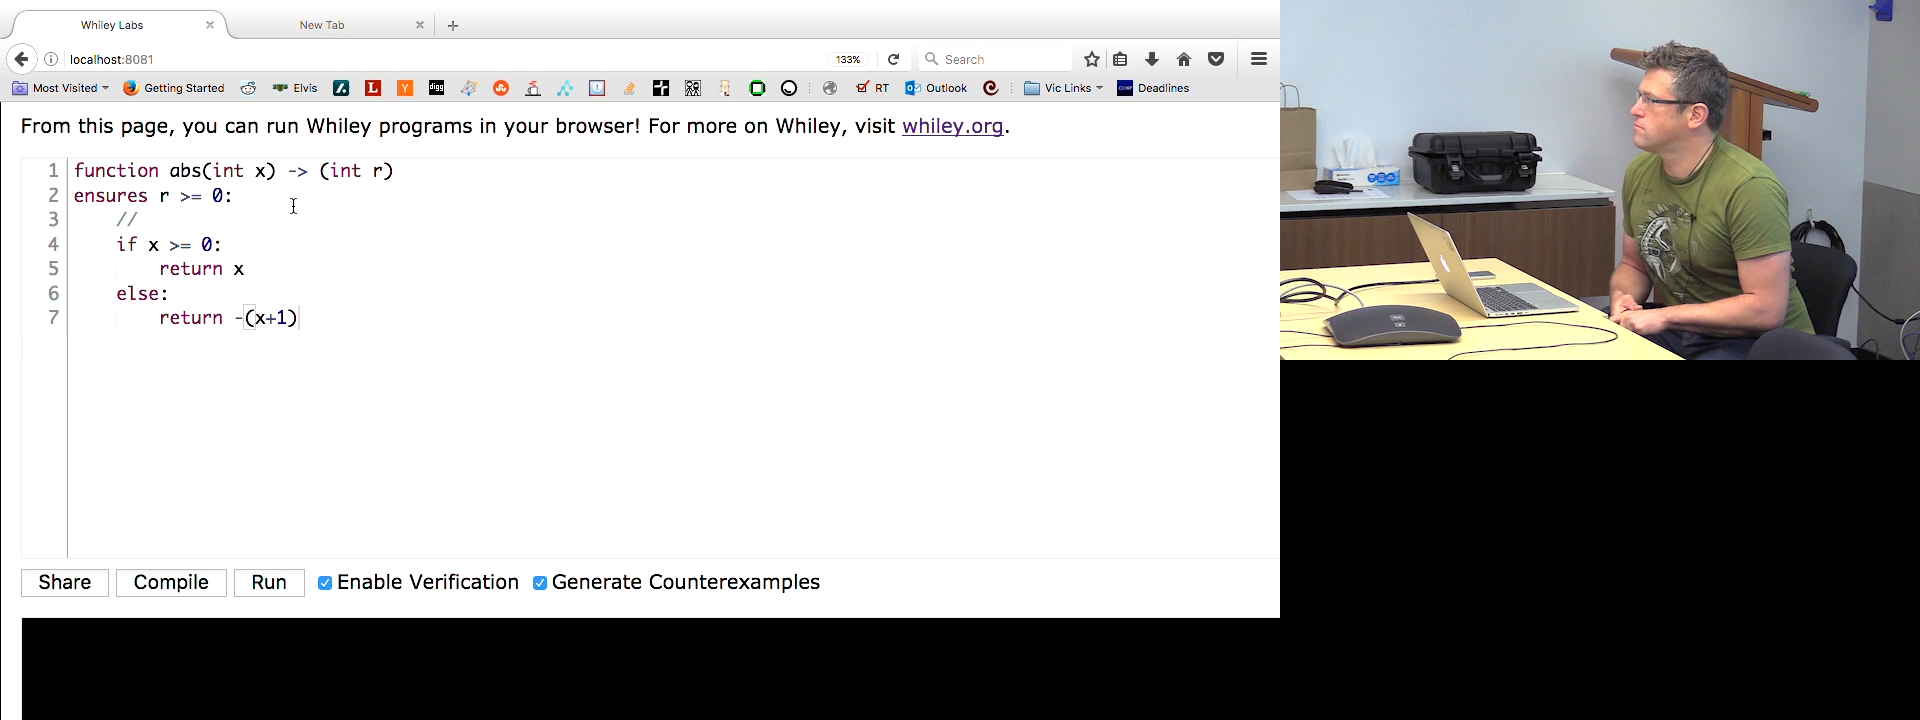 Whiley Labs
New Tab
localhost:8081
133%
Search
Most Visited
Getting Started
Elvis
digg
RT
Outlook
Vic Links
Deadlines
From this page, you can run Whiley programs in your browser! For more on Whiley, visit whiley.org.
1 function abs(int x) -> (int r)
2 ensures r >= 0:
3 //
4 if x >= 0:
5 return x
6 else:
7 return -(x+1)
Share Compile Run Enable Verification Generate Counterexamples